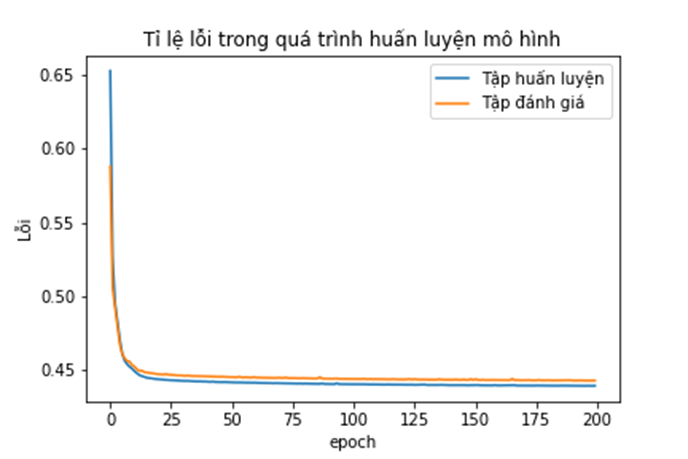 Tỉ lệ lỗi trong quá trình huấn luyện mô hình
Tập huấn luyện
Tập đánh giá
Lỗi
0.65
0.60
0.55
0.50
0.45
0 25 50 75 100 125 150 175 200
epoch